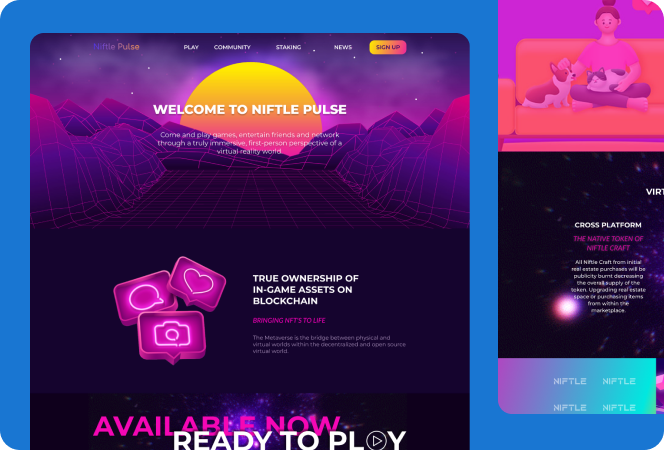 Niftle Pulse
PLAY COMMUNITY STAKING NEWS SIGN UP
WELCOME TO NIFTLE PULSE
Come and play games, entertain friends and network
through a truly immersive, first-person perspective of a
virtual reality world.
TRUE OWNERSHIP OF
IN-GAME ASSETS ON
BLOCKCHAIN
BRINGING NFT'S TO LIFE
The Metaverse is the bridge between physical and
virtual worlds within the decentralized and open source
virtual world.
AVAILABLE NOW
READY TO PLAY
VIRT
CROSS PLATFORM
THE NATIVE TOKEN OF
NIFTLE CRAFT
All Niftle Craft from initial
real estate purchases will be
publicity burnt decreasing
the overall supply of the
token. Upgrading real estate
space or purchasing items
from within the
marketplace.
NIFTLE NIFTLE
NIFTLE NIFTLE